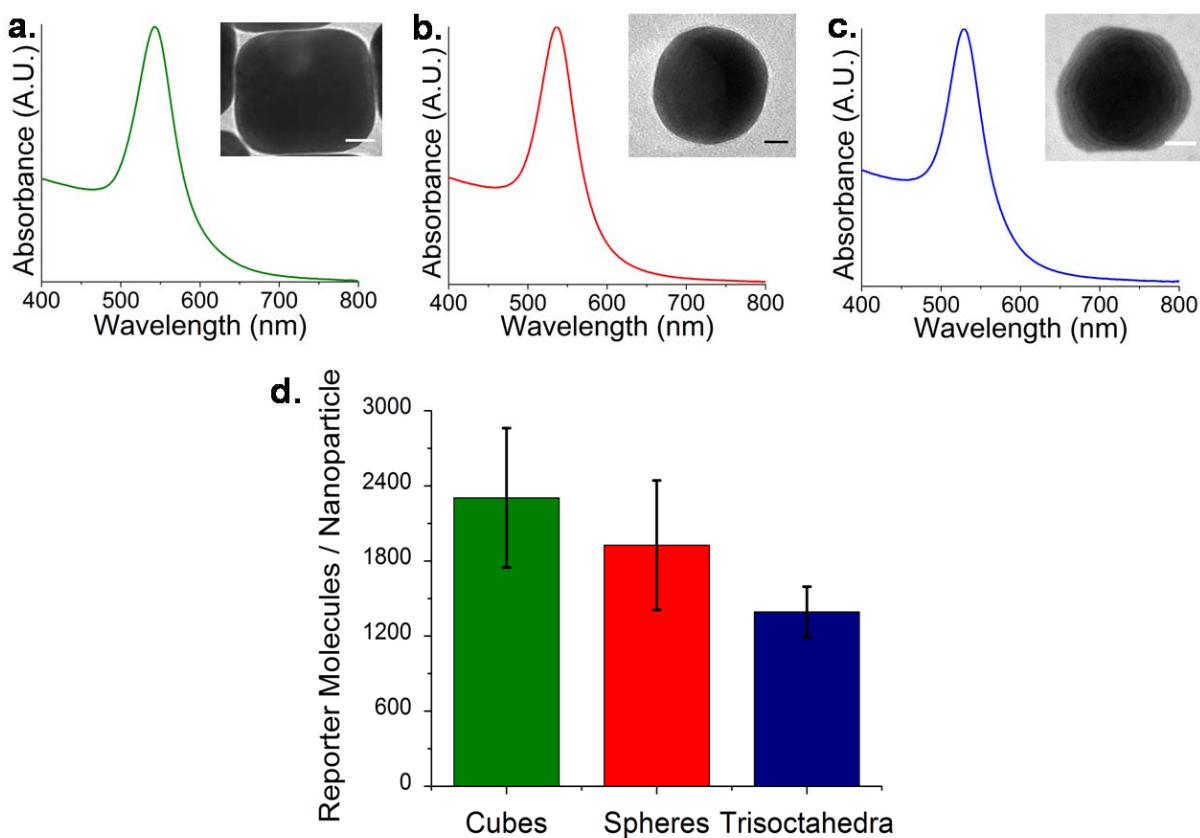 a.
Absorbance (A.U.)
400 500 600 700 800
Wavelength (nm)
b.
Absorbance (A.U.)
400 500 600 700 800
Wavelength (nm)
c.
Absorbance (A.U.)
400 500 600 700 800
Wavelength (nm)
d.
Reporter Molecules / Nanoparticle
3000
2400
1800
1200
600
0
Cubes Spheres Trisoctahedra